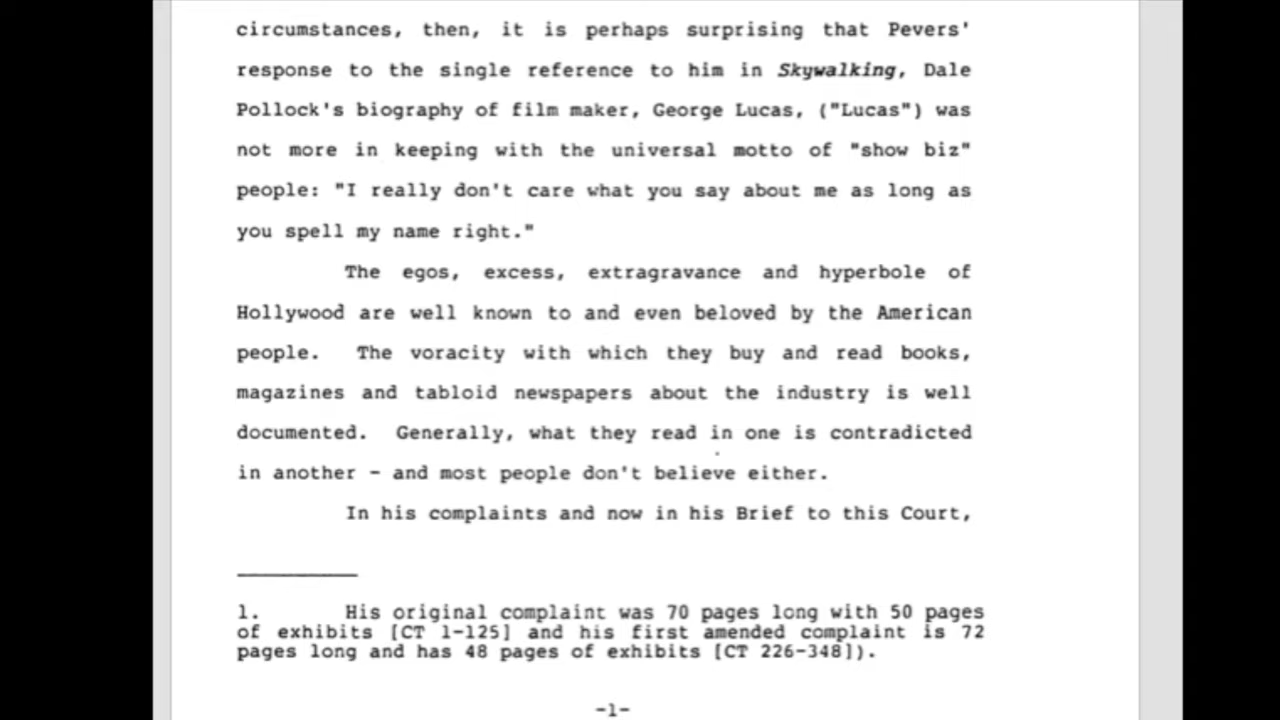 circumstances, then, it is perhaps surprising that Pevers'
response to the single reference to him in Skywalking, Dale
Pollock's biography of film maker, George Lucas, ("Lucas") was
not more in keeping with the universal motto of "show biz"
people: "I really don't care what you say about me as long as
you spell my name right."
The egos, excess, extragravance and hyperbole of
Hollywood are well known to and even beloved by the American
people. The voracity with which they buy and read books,
magazines and tabloid newspapers about the industry is well
documented. Generally, what they read in one is contradicted
in another - and most people don't believe either.
In his complaints and now in his Brief to this Court,
1. His original complaint was 70 pages long with 50 pages
of exhibits [CT 1-125] and his first amended complaint is 72
pages long and has 48 pages of exhibits [CT 226-348]).
-1-